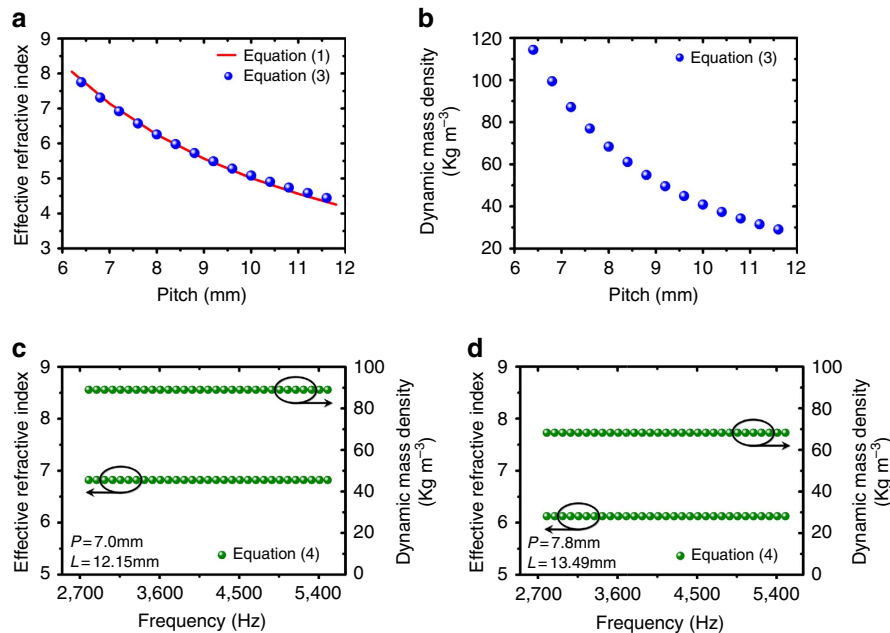 a
9
8
7
6
5
4
3
6 7 8 9 10 11 12
Effective refractive index
Pitch (mm)
Equation (1)
Equation (3)
b
120
100
80
60
40
20
6 7 8 9 10 11 12
Dynamic mass density
(Kg m⁻³)
Pitch (mm)
Equation (3)
c
9
8
7
6
5
100
80
60
40
20
0
2,700 3,600 4,500 5,400
Effective refractive index
Dynamic mass density
(Kg m⁻³)
Frequency (Hz)
P=7.0mm
L=12.15mm
Equation (4)
d
9
8
7
6
5
100
80
60
40
20
0
2,700 3,600 4,500 5,400
Effective refractive index
Dynamic mass density
(Kg m⁻³)
Frequency (Hz)
P=7.8mm
L=13.49mm
Equation (4)